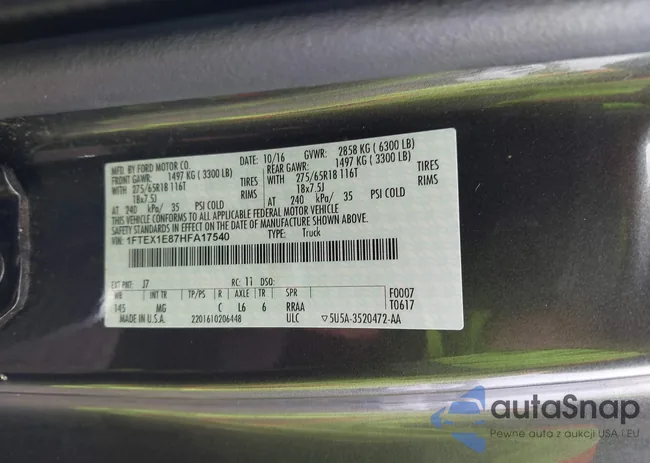 MFD. BY FORD MOTOR CO.
DATE: 10/16 GVWR: 2858 KG ( 6300 LB)
FRONT GAWR: 1497 KG ( 3300 LB) REAR GAWR: 1497 KG ( 3300 LB)
WITH 275/65R18 116T TIRES WITH 275/65R18 116T TIRES
18x7.5J RIMS 18x7.5J RIMS
AT 240 kPa/ 35 PSI COLD AT 240 kPa/ 35 PSI COLD
THIS VEHICLE CONFORMS TO ALL APPLICABLE FEDERAL MOTOR VEHICLE
SAFETY STANDARDS IN EFFECT ON THE DATE OF MANUFACTURE SHOWN ABOVE.
VIN: 1FTEX1E87HFA17540 TYPE: Truck
EXT PNT: J7 RC: 11 DSO:
WB INT TR TP/PS R AXLE TR SPR F0007
145 MG C L6 6 RRAA T0617
MADE IN U.S.A. 2201610206448 ULC ▽5U5A-3520472-AA
autaSnap
Pewne auta z aukcji USA i EU